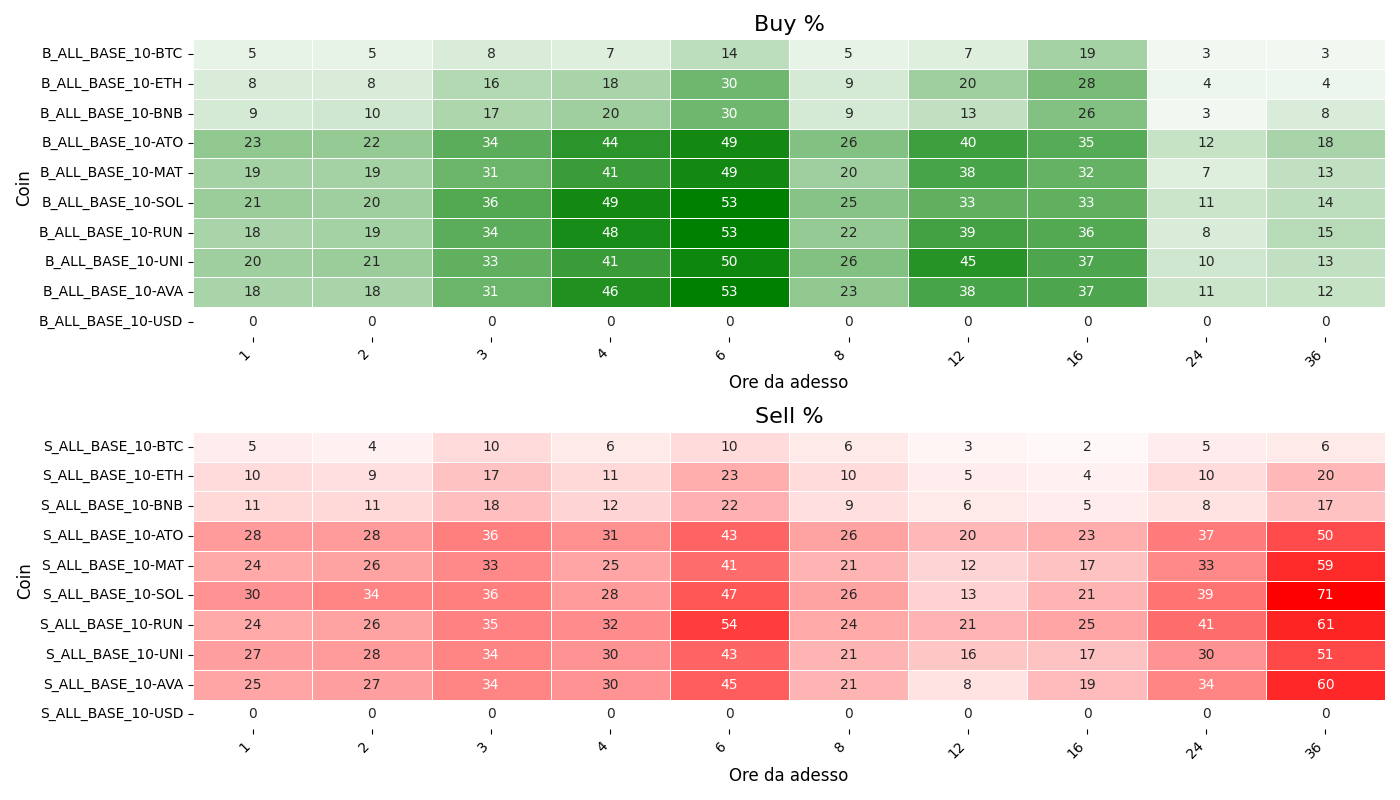 Buy %
Coin
B_ALL_BASE_10-BTC 5 5 8 7 14 5 7 19 3 3
B_ALL_BASE_10-ETH 8 8 16 18 30 9 20 28 4 4
B_ALL_BASE_10-BNB 9 10 17 20 30 9 13 26 3 8
B_ALL_BASE_10-ATO 23 22 34 44 49 26 40 35 12 18
B_ALL_BASE_10-MAT 19 19 31 41 49 20 38 32 7 13
B_ALL_BASE_10-SOL 21 20 36 49 53 25 33 33 11 14
B_ALL_BASE_10-RUN 18 19 34 48 53 22 39 36 8 15
B_ALL_BASE_10-UNI 20 21 33 41 50 26 45 37 10 13
B_ALL_BASE_10-AVA 18 18 31 46 53 23 38 37 11 12
B_ALL_BASE_10-USD 0 0 0 0 0 0 0 0 0 0
1 2 3 4 6 8 12 16 24 36
Ore da adesso
Sell %
Coin
S_ALL_BASE_10-BTC 5 4 10 6 10 6 3 2 5 6
S_ALL_BASE_10-ETH 10 9 17 11 23 10 5 4 10 20
S_ALL_BASE_10-BNB 11 11 18 12 22 9 6 5 8 17
S_ALL_BASE_10-ATO 28 28 36 31 43 26 20 23 37 50
S_ALL_BASE_10-MAT 24 26 33 25 41 21 12 17 33 59
S_ALL_BASE_10-SOL 30 34 36 28 47 26 13 21 39 71
S_ALL_BASE_10-RUN 24 26 35 32 54 24 21 25 41 61
S_ALL_BASE_10-UNI 27 28 34 30 43 21 16 17 30 51
S_ALL_BASE_10-AVA 25 27 34 30 45 21 8 19 34 60
S_ALL_BASE_10-USD 0 0 0 0 0 0 0 0 0 0
1 2 3 4 6 8 12 16 24 36
Ore da adesso